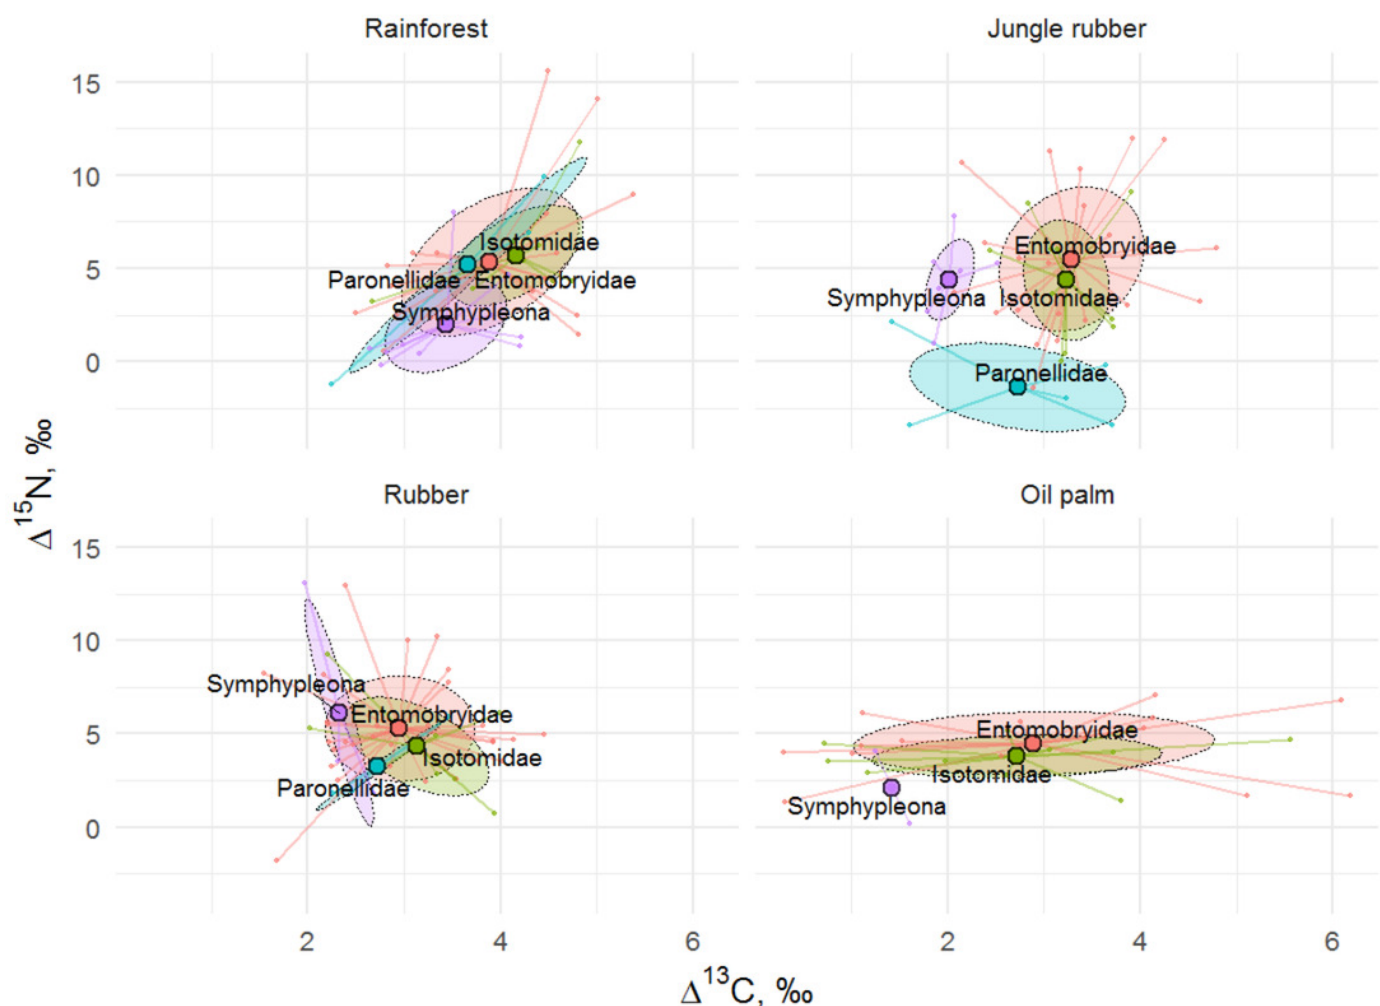 Rainforest
Jungle rubber
15
10
5
0
Isotomidae
Paronellidae
Entomobryidae
Symphypleona
Entomobryidae
Symphypleona
Isotomidae
Paronellidae
Δ15N, ‰
Rubber
Oil palm
15
10
5
0
Symphypleona
Entomobryidae
Isotomidae
Paronellidae
Entomobryidae
Isotomidae
Symphypleona
2 4 6
2 4 6
Δ13C, ‰